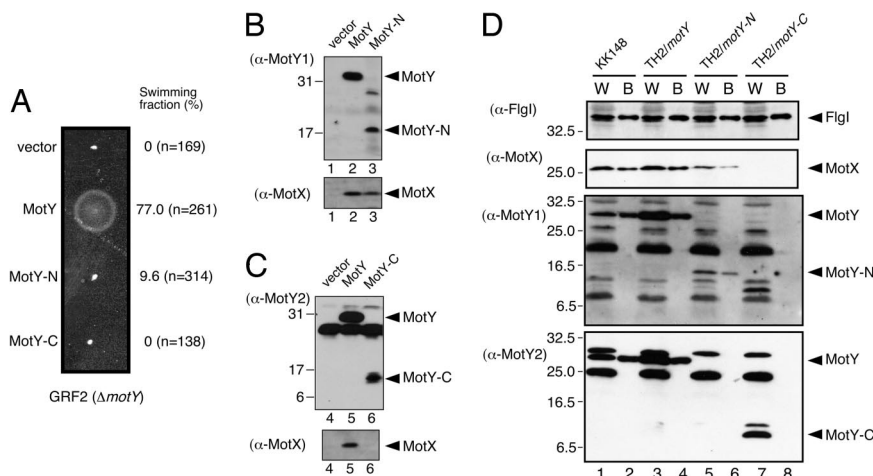 A
Swimming
fraction (%)
vector
0 (n=169)
MotY
77.0 (n=261)
MotY-N
9.6 (n=314)
MotY-C
0 (n=138)
GRF2 (ΔmotY)
B
vector
MotY
MotY-N
(α-MotY1)
31
MotY
17
MotY-N
1 2 3
(α-MotX)
MotX
1 2 3
C
vector
MotY
MotY-C
(α-MotY2)
31
MotY
17
MotY-C
6
4 5 6
(α-MotX)
MotX
4 5 6
D
KK148
TH2/motY
TH2/motY-N
TH2/motY-C
W B W B W B W B
(α-FlgI)
FlgI
32.5
(α-MotX)
25.0
MotX
32.5
(α-MotY1)
MotY
25.0
16.5
MotY-N
6.5
32.5
(α-MotY2)
MotY
25.0
16.5
MotY-C
6.5
1 2 3 4 5 6 7 8